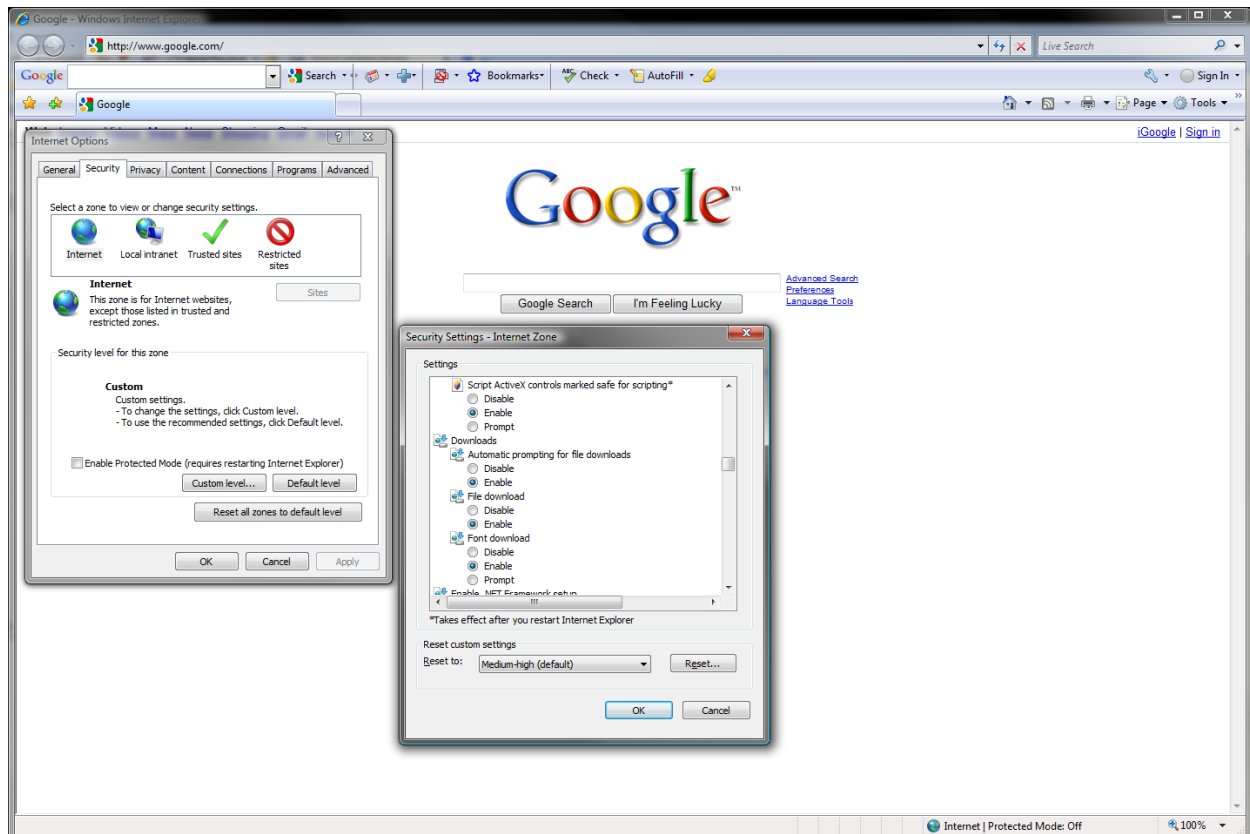 Google - Windows Internet Explorer
http://www.google.com/
Live Search
Google
Search
Bookmarks
ABC Check
AutoFill
Sign In
Google
Page
Tools
iGoogle | Sign in
Internet Options
General
Security
Privacy
Content
Connections
Programs
Advanced
Select a zone to view or change security settings.
Internet
Local intranet
Trusted sites
Restricted
sites
Internet
Sites
This zone is for Internet websites,
except those listed in trusted and
restricted zones.
Security level for this zone
Custom
Custom settings.
- To change the settings, click Custom level.
- To use the recommended settings, click Default level.
Enable Protected Mode (requires restarting Internet Explorer)
Custom level...
Default level
Reset all zones to default level
OK
Cancel
Apply
Google™
Advanced Search
Preferences
Language Tools
Google Search
I'm Feeling Lucky
Security Settings - Internet Zone
Settings
Script ActiveX controls marked safe for scripting*
Disable
Enable
Prompt
Downloads
Automatic prompting for file downloads
Disable
Enable
File download
Disable
Enable
Font download
Disable
Enable
Prompt
Enable .NET Framework setup
*Takes effect after you restart Internet Explorer
Reset custom settings
Reset to:
Medium-high (default)
Reset...
OK
Cancel
Internet | Protected Mode: Off
100%